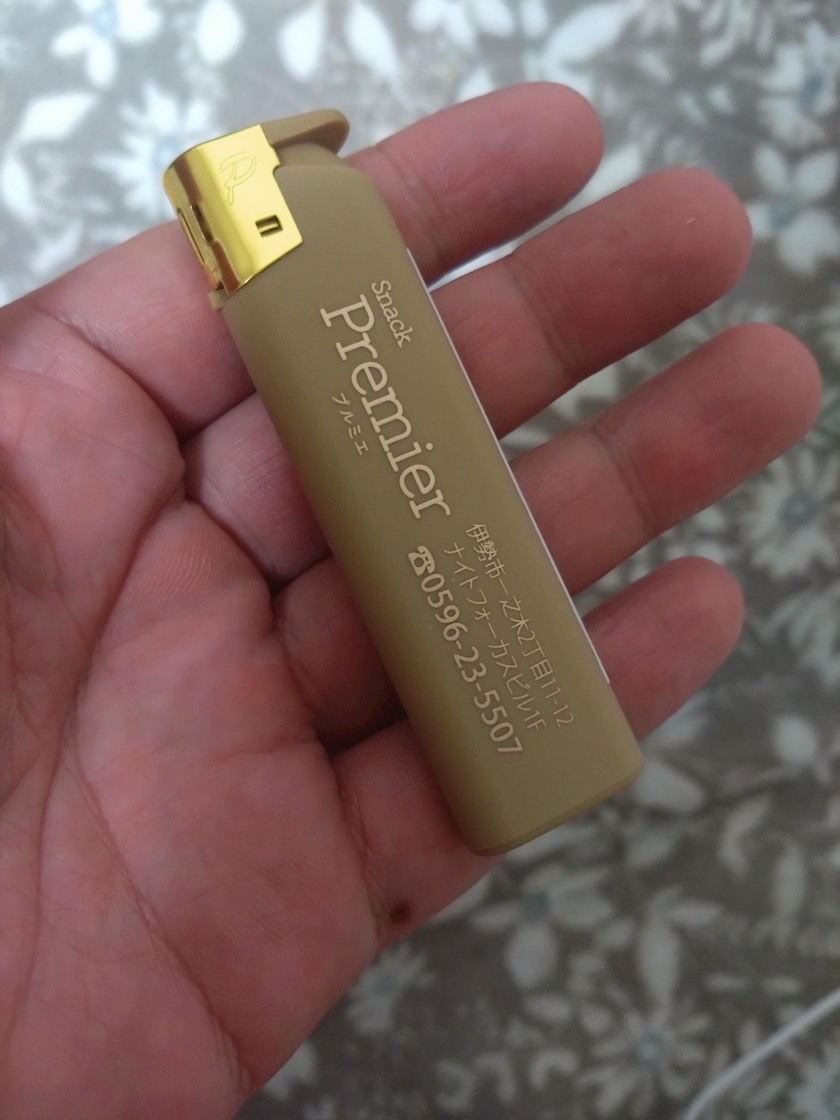 Snack
Premier
プルミエ
伊勢市一之木2丁目11-12
ナイトフォーカスビル1F
☎0596-23-5507